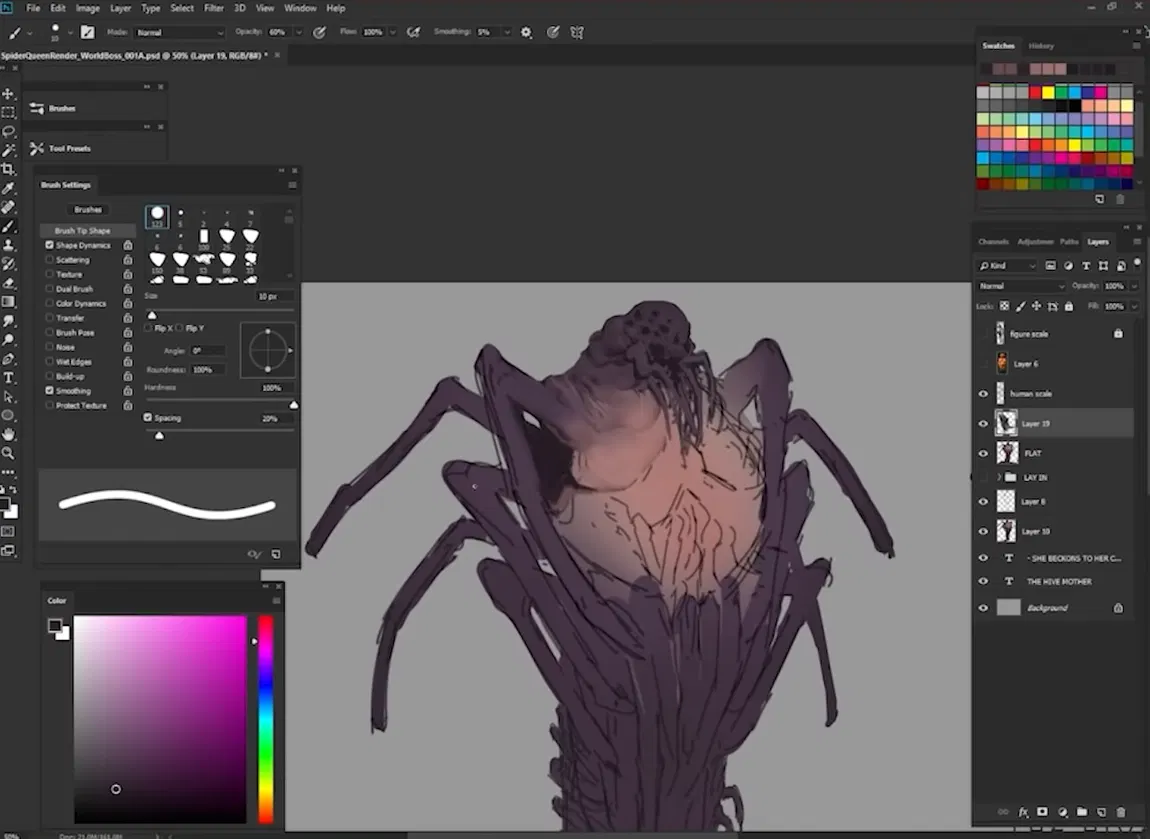 Ps File Edit Image Layer Type Select Filter 3D View Window Help
Mode: Normal Opacity: 60% Flow: 100% Smoothing: 5%
SpiderQueenRender_WorldBoss_001A.psd @ 50% (Layer 19, RGB/8#) *
Swatches History
Brushes
Tool Presets
Brush Settings
Brushes
Brush Tip Shape
Shape Dynamics
Scattering
Texture
Dual Brush
Color Dynamics
Transfer
Brush Pose
Noise
Wet Edges
Build-up
Smoothing
Protect Texture
Size 10 px
Flip X Flip Y
Angle: 0°
Roundness: 100%
Hardness 100%
Spacing 20%
Channels Adjustmen Paths Layers
Kind
Normal Opacity: 100%
Lock: Fill: 100%
figure scale
Layer 6
human scale
Layer 19
FLAT
LAY IN
Layer 8
Layer 10
T - SHE BECKONS TO HER C...
T THE HIVE MOTHER
Background
Color
50%